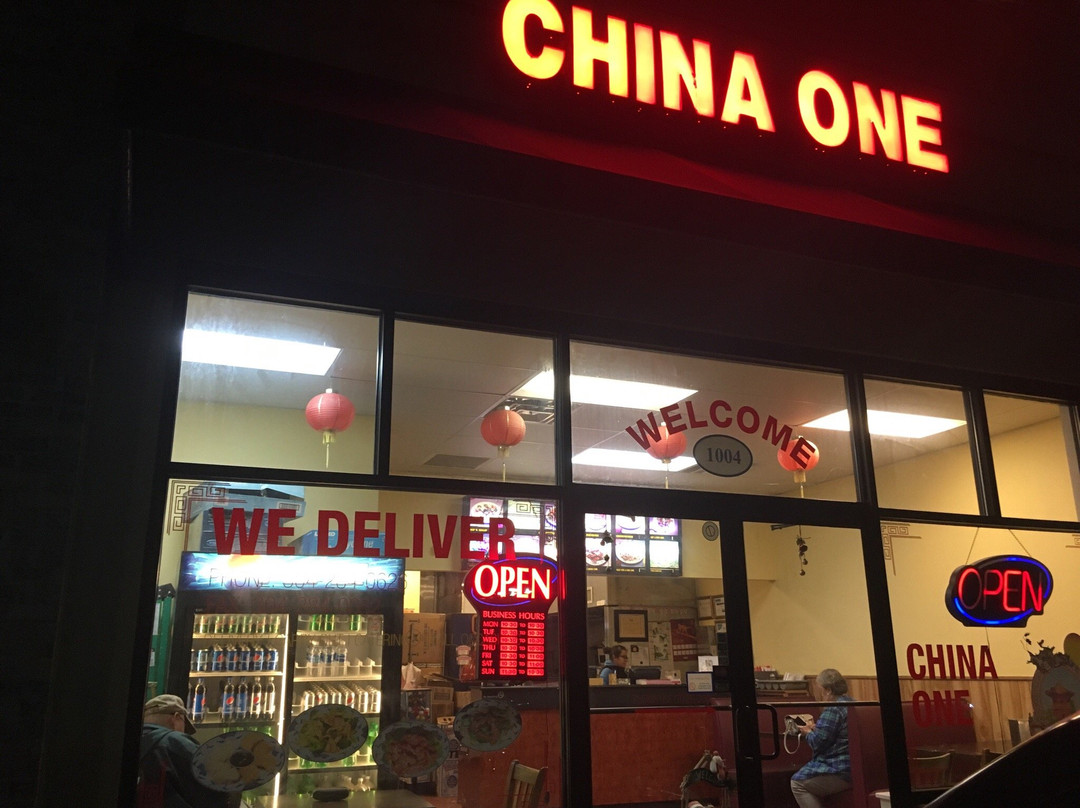 CHINA ONE
WELCOME
1004
WE DELIVER
OPEN
OPEN
BUSINESS HOURS
MON
TUE
WED
THU
FRI
SAT
SUN
CHINA
ONE